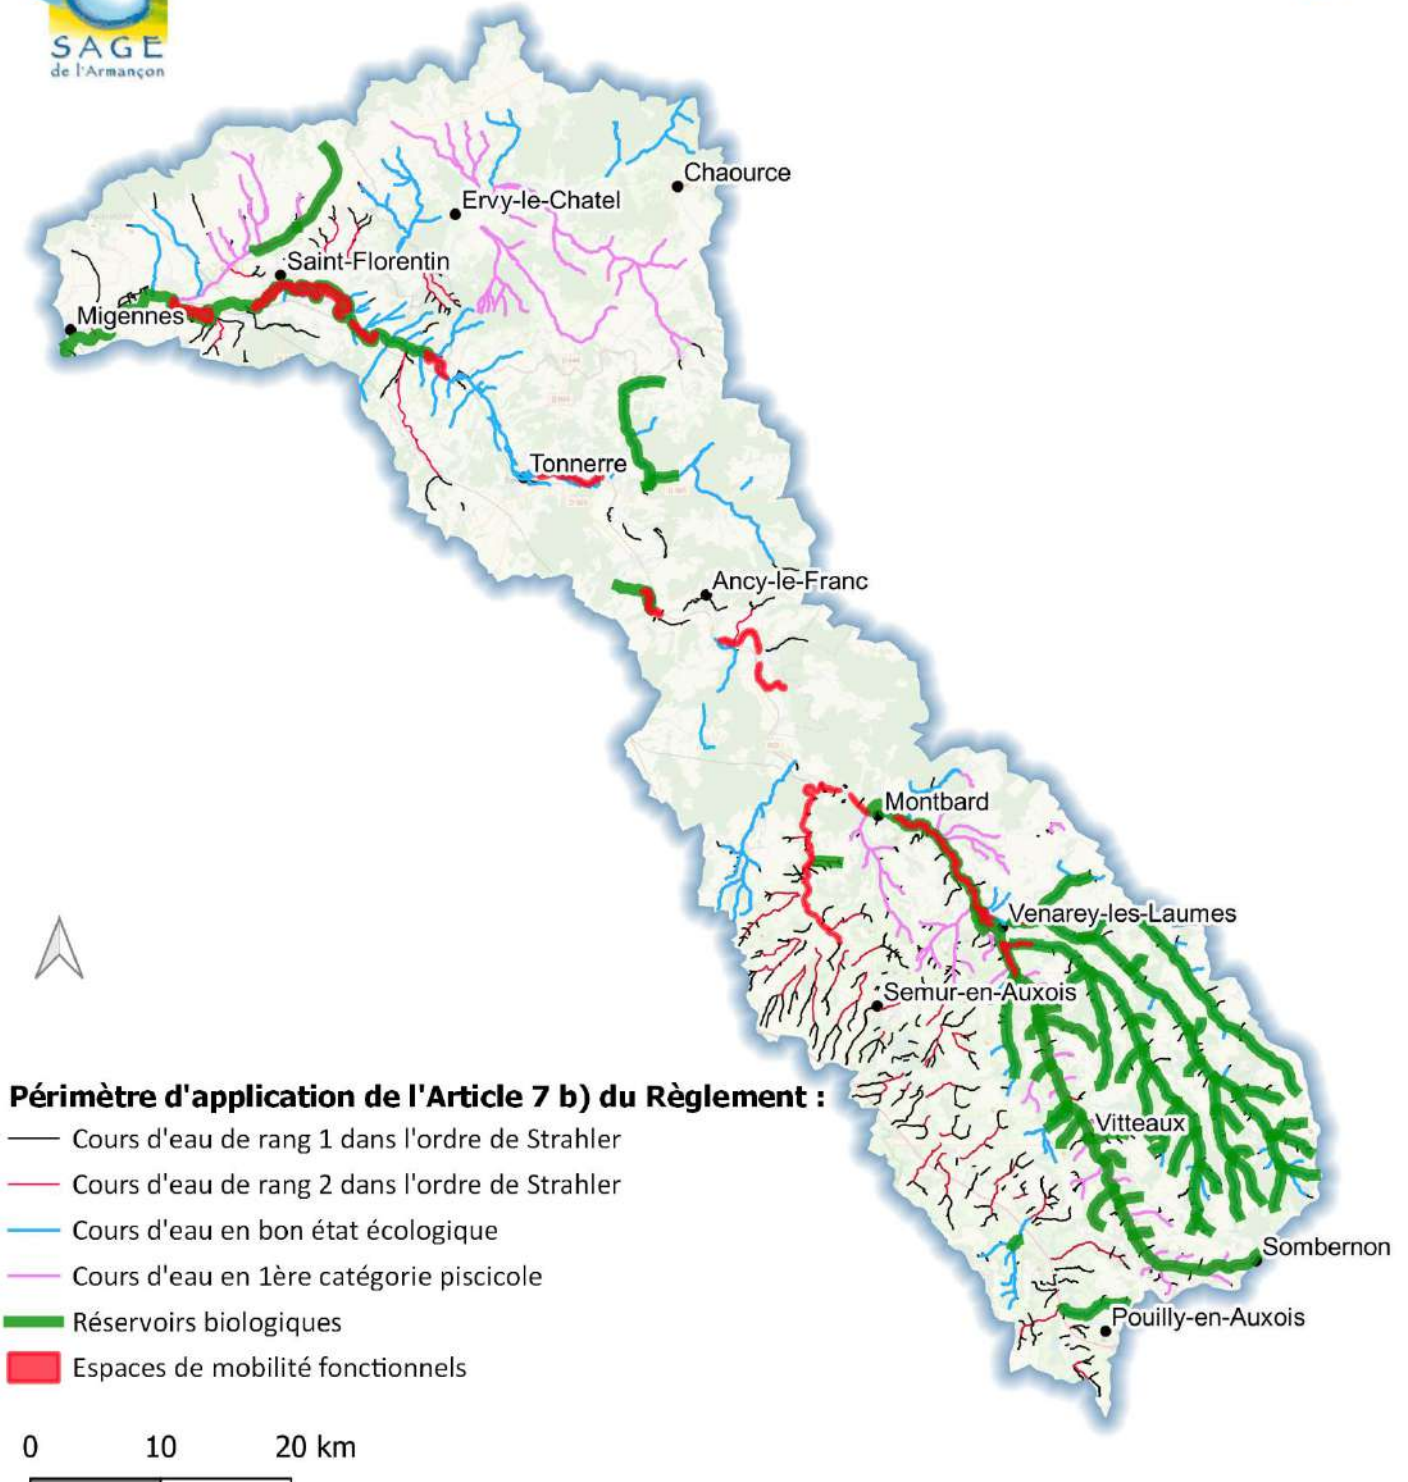 SAGE
de l'Armançon
Chaource
Ervy-le-Chatel
Saint-Florentin
Migennes
Tonnerre
Ancy-le-Franc
Montbard
Venarey-les-Laumes
Semur-en-Auxois
Périmètre d'application de l'Article 7 b) du Règlement :
Cours d'eau de rang 1 dans l'ordre de Strahler
Vitteaux
Cours d'eau de rang 2 dans l'ordre de Strahler
Cours d'eau en bon état écologique
Sombernon
Cours d'eau en 1ère catégorie piscicole
Réservoirs biologiques
Pouilly-en-Auxois
Espaces de mobilité fonctionnels
0 10 20 km